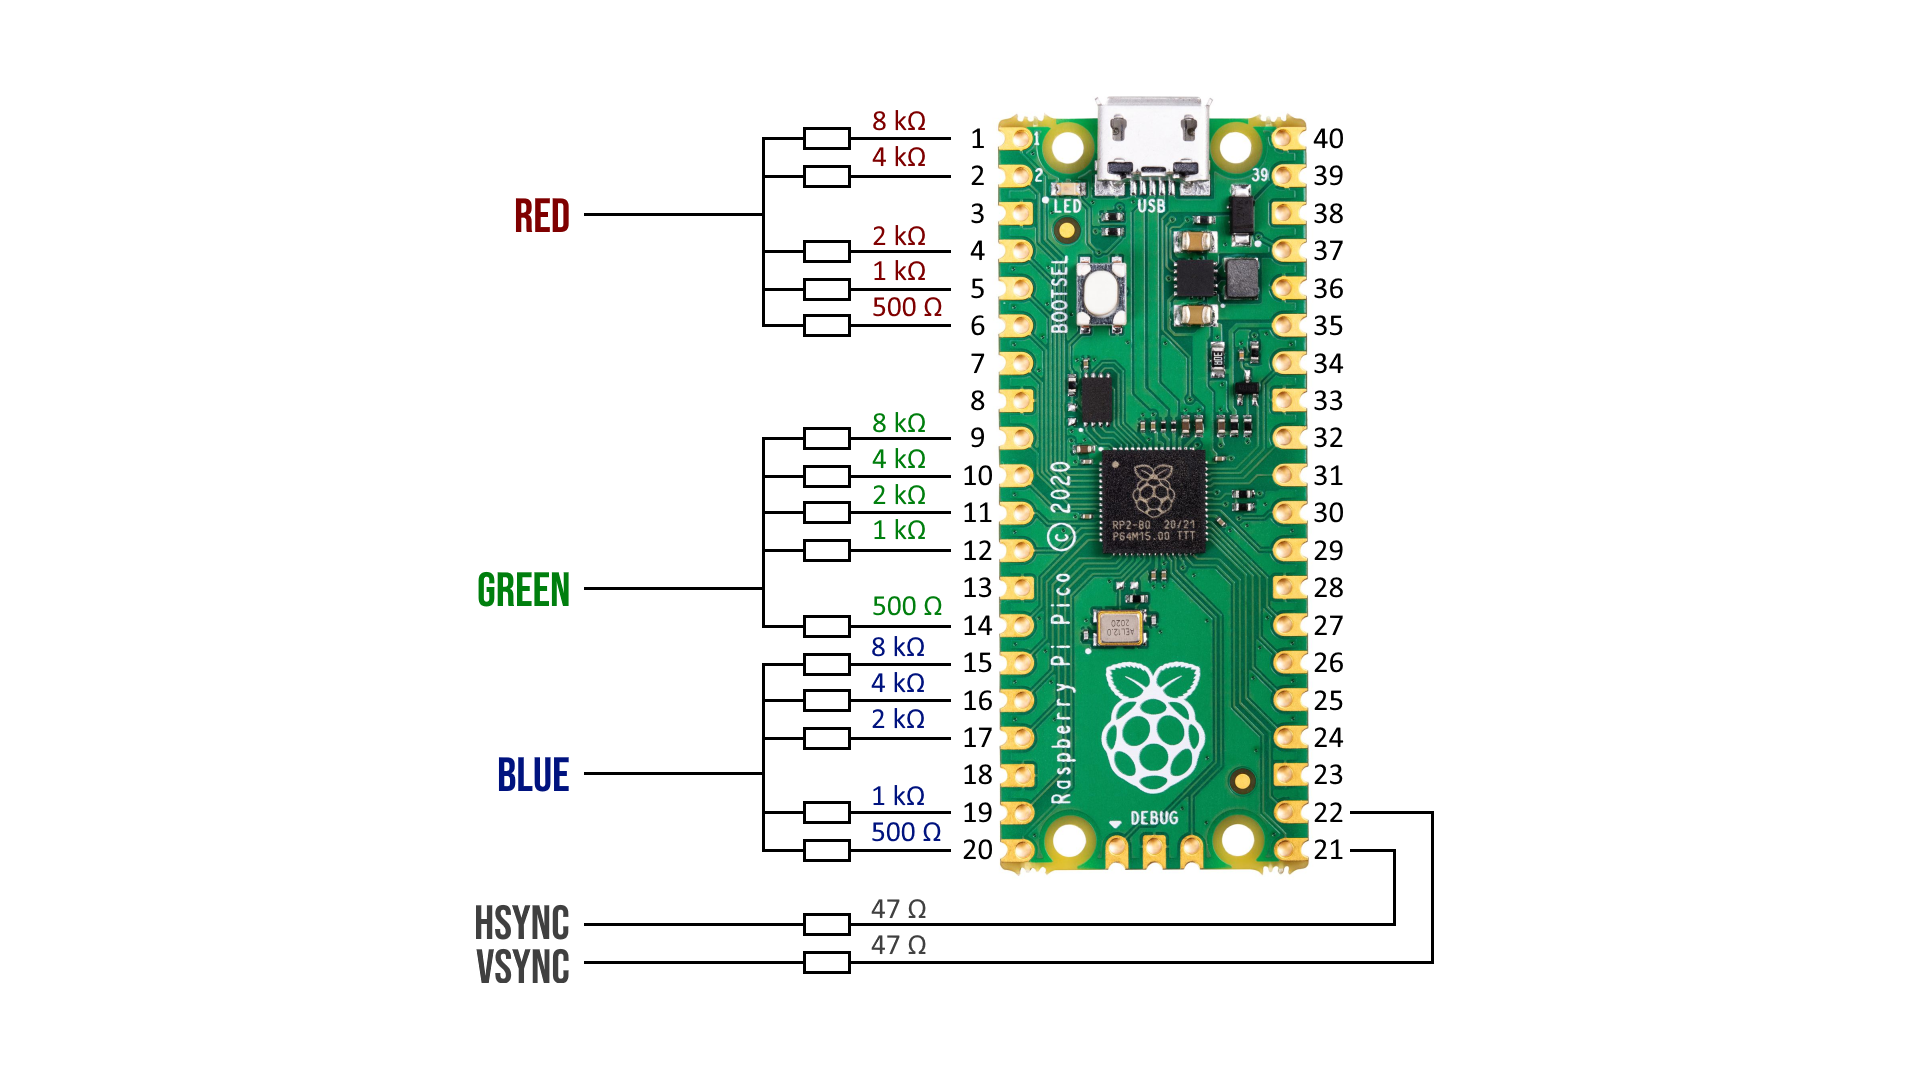 8 kΩ
1
1
40
4 kΩ
2
2
39
39
RED
3
LED
USB
38
2 kΩ
4
37
1 kΩ
5
BOOTSEL
36
500 Ω
6
35
7
34
8
33
8 kΩ
9
32
4 kΩ
10
31
2 kΩ
11
30
1 kΩ
12
29
RP2-B0 20/21
P64M15.00 TTT
Raspberry Pi Pico © 2020
13
28
GREEN
500 Ω
14
AEL12.0
2020
27
8 kΩ
15
26
4 kΩ
16
25
2 kΩ
17
24
BLUE
18
23
1 kΩ
19
DEBUG
22
500 Ω
20
21
HSYNC
47 Ω
VSYNC
47 Ω